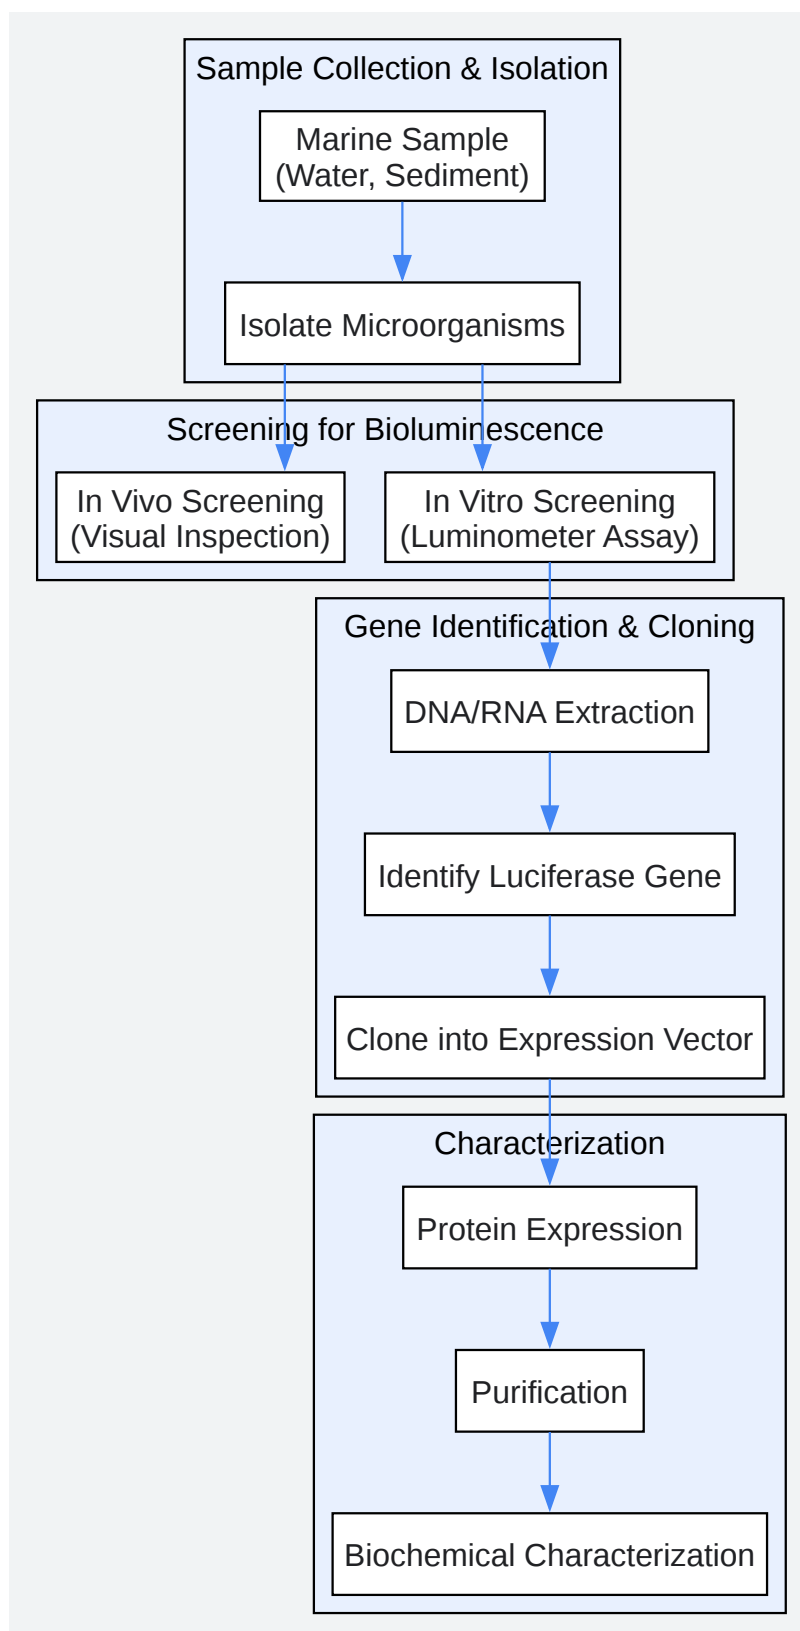 Sample Collection & Isolation
Marine Sample
(Water, Sediment)
Isolate Microorganisms
Screening for Bioluminescence
In Vivo Screening
(Visual Inspection)
In Vitro Screening
(Luminometer Assay)
Gene Identification & Cloning
DNA/RNA Extraction
Identify Luciferase Gene
Clone into Expression Vector
Characterization
Protein Expression
Purification
Biochemical Characterization